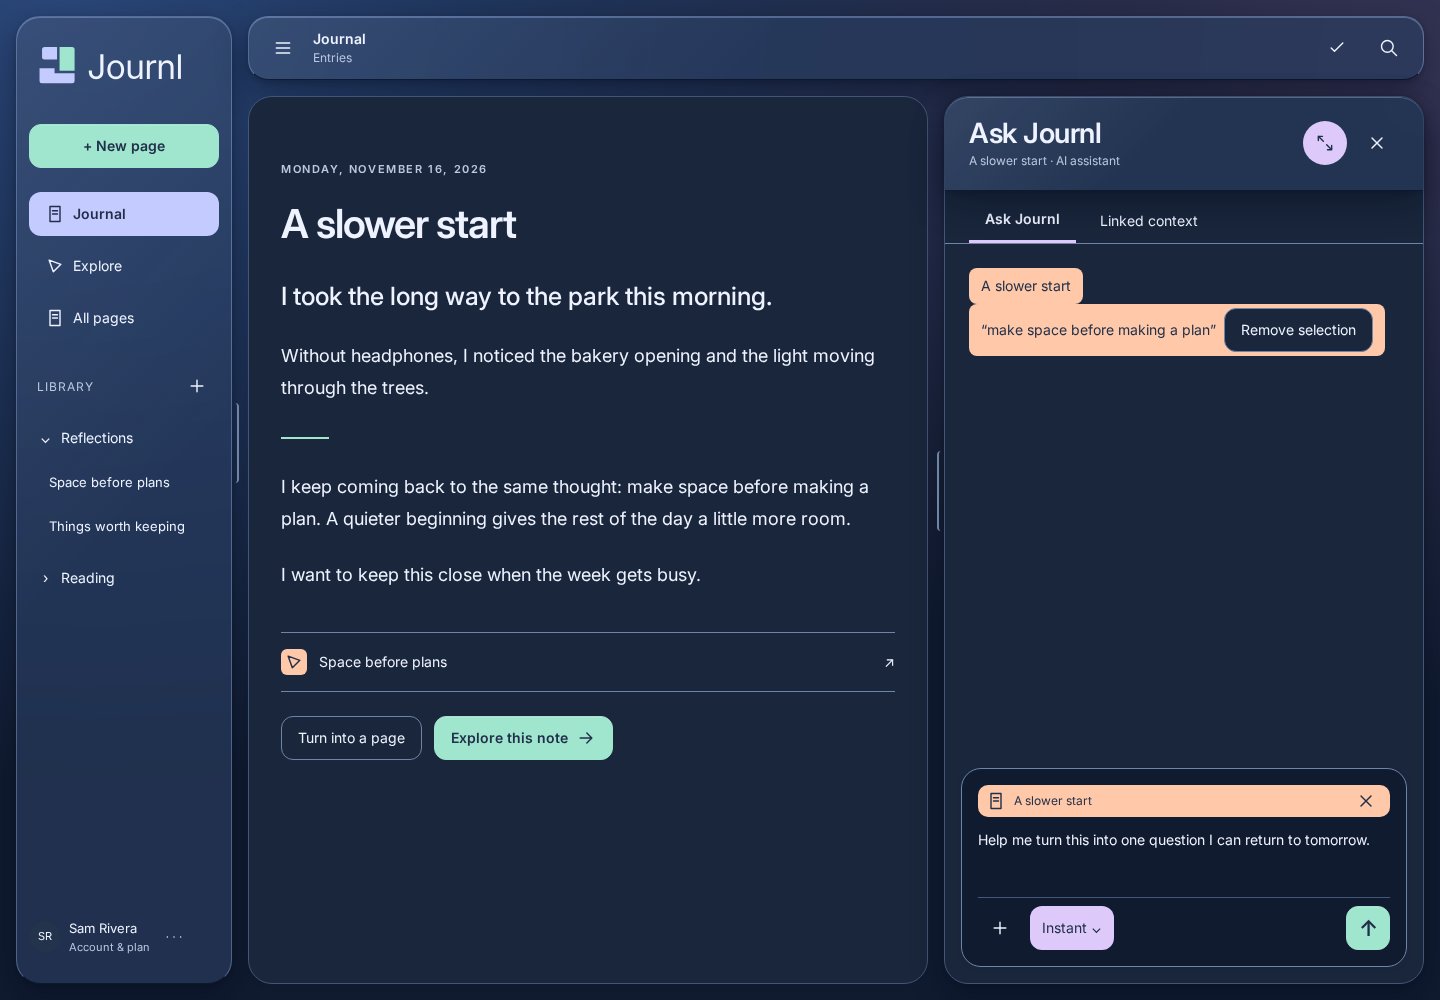 Journl
+ New page
Journal
Explore
All pages
LIBRARY
Reflections
Space before plans
Things worth keeping
Reading
SR
Sam Rivera
Account & plan
Journal
Entries
MONDAY, NOVEMBER 16, 2026
A slower start
I took the long way to the park this morning.
Without headphones, I noticed the bakery opening and the light moving
through the trees.
I keep coming back to the same thought: make space before making a
plan. A quieter beginning gives the rest of the day a little more room.
I want to keep this close when the week gets busy.
Space before plans
Turn into a page
Explore this note
Ask Journl
A slower start · AI assistant
Ask Journl
Linked context
A slower start
“make space before making a plan”
Remove selection
A slower start
Help me turn this into one question I can return to tomorrow.
Instant